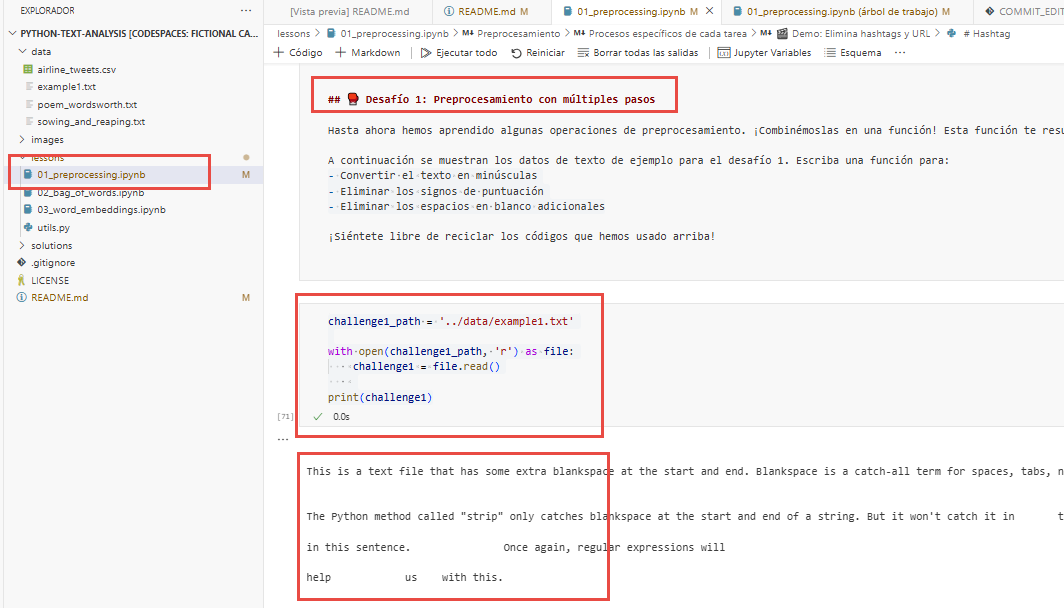 EXPLORADOR
PYTHON-TEXT-ANALYSIS [CODESPACES: FICTIONAL CA...
data
airline_tweets.csv
example1.txt
poem_wordsworth.txt
sowing_and_reaping.txt
images
lessons
01_preprocessing.ipynb M
02_bag_of_words.ipynb
03_word_embeddings.ipynb
utils.py
solutions
.gitignore
LICENSE
README.md M
[Vista previa] README.md
README.md M
01_preprocessing.ipynb M
01_preprocessing.ipynb (árbol de trabajo) M
COMMIT_EDIT
lessons > 01_preprocessing.ipynb > M↓ Preprocesamiento > M↓ Procesos específicos de cada tarea > M↓ 🎬 Demo: Elimina hashtags y URL > # Hashtag
+ Código + Markdown Ejecutar todo Reiniciar Borrar todas las salidas Jupyter Variables Esquema ...
## 🥊 Desafío 1: Preprocesamiento con múltiples pasos
Hasta ahora hemos aprendido algunas operaciones de preprocesamiento. ¡Combinémoslas en una función! Esta función te resu
A continuación se muestran los datos de texto de ejemplo para el desafío 1. Escriba una función para:
- Convertir el texto en minúsculas
- Eliminar los signos de puntuación
- Eliminar los espacios en blanco adicionales
¡Siéntete libre de reciclar los códigos que hemos usado arriba!
challenge1_path = '../data/example1.txt'
with open(challenge1_path, 'r') as file:
challenge1 = file.read()
print(challenge1)
[71] ✓ 0.0s
...
This is a text file that has some extra blankspace at the start and end. Blankspace is a catch-all term for spaces, tabs, n
The Python method called "strip" only catches blankspace at the start and end of a string. But it won't catch it in t
in this sentence. Once again, regular expressions will
help us with this.